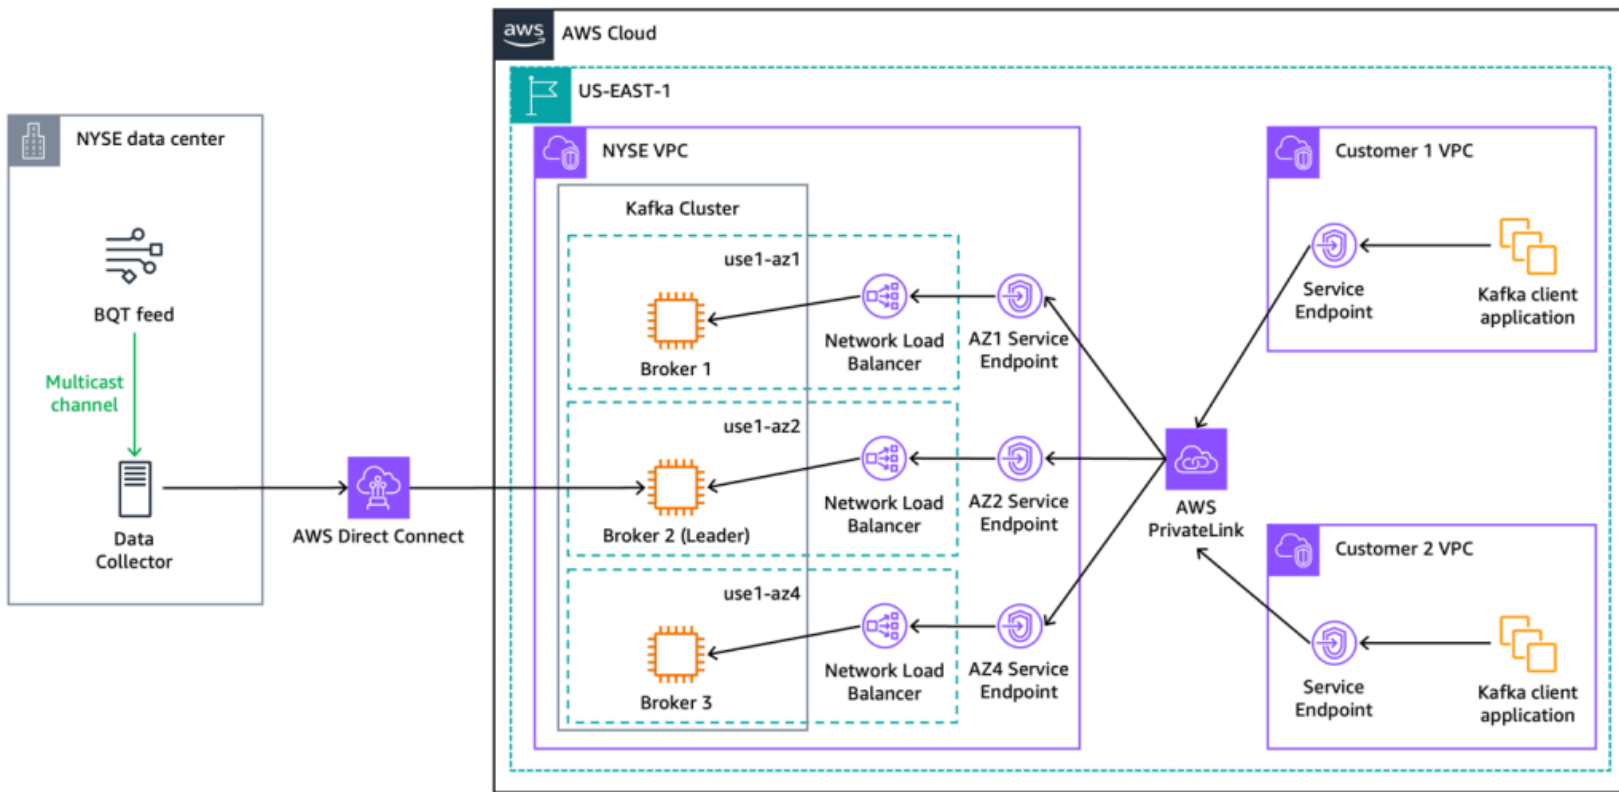 aws
AWS Cloud
US-EAST-1
NYSE data center
BQT feed
Multicast
channel
Data
Collector
AWS Direct Connect
NYSE VPC
Kafka Cluster
use1-az1
Broker 1
Network Load
Balancer
AZ1 Service
Endpoint
use1-az2
Broker 2 (Leader)
Network Load
Balancer
AZ2 Service
Endpoint
use1-az4
Broker 3
Network Load
Balancer
AZ4 Service
Endpoint
AWS
PrivateLink
Customer 1 VPC
Service
Endpoint
Kafka client
application
Customer 2 VPC
Service
Endpoint
Kafka client
application